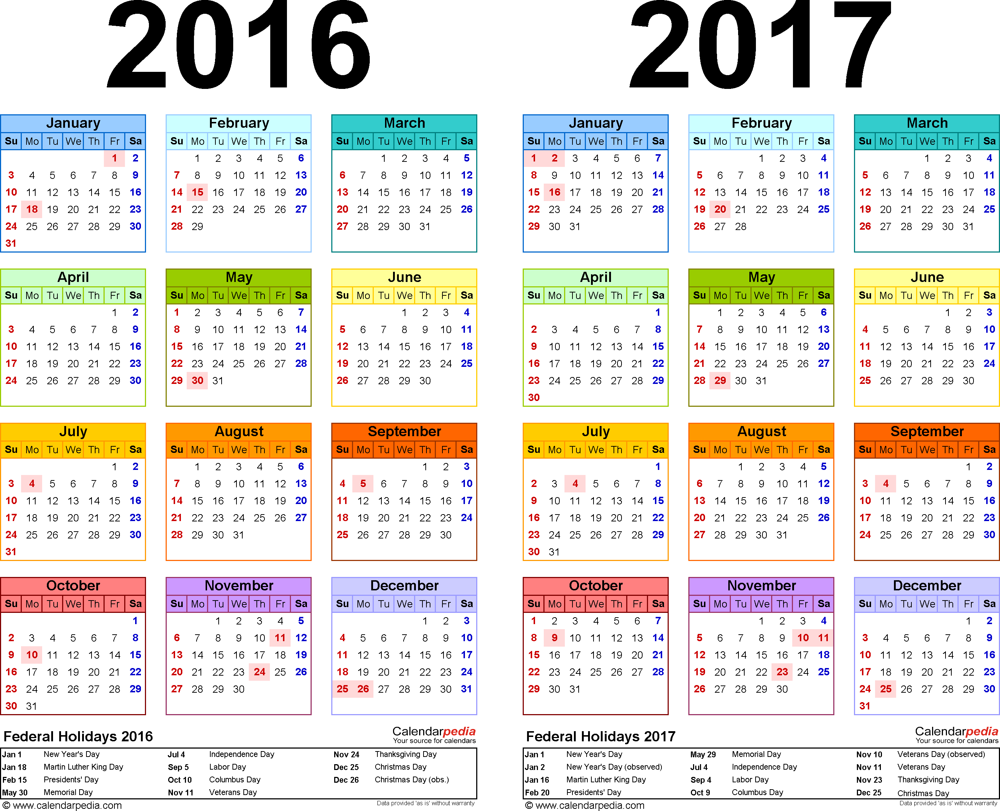 2016
January
Su Mo Tu We Th Fr Sa
1 2
3 4 5 6 7 8 9
10 11 12 13 14 15 16
17 18 19 20 21 22 23
24 25 26 27 28 29 30
31
February
Su Mo Tu We Th Fr Sa
1 2 3 4 5 6
7 8 9 10 11 12 13
14 15 16 17 18 19 20
21 22 23 24 25 26 27
28 29
March
Su Mo Tu We Th Fr Sa
1 2 3 4 5
6 7 8 9 10 11 12
13 14 15 16 17 18 19
20 21 22 23 24 25 26
27 28 29 30 31
April
Su Mo Tu We Th Fr Sa
1 2
3 4 5 6 7 8 9
10 11 12 13 14 15 16
17 18 19 20 21 22 23
24 25 26 27 28 29 30
May
Su Mo Tu We Th Fr Sa
1 2 3 4 5 6 7
8 9 10 11 12 13 14
15 16 17 18 19 20 21
22 23 24 25 26 27 28
29 30 31
June
Su Mo Tu We Th Fr Sa
1 2 3 4
5 6 7 8 9 10 11
12 13 14 15 16 17 18
19 20 21 22 23 24 25
26 27 28 29 30
July
Su Mo Tu We Th Fr Sa
1 2
3 4 5 6 7 8 9
10 11 12 13 14 15 16
17 18 19 20 21 22 23
24 25 26 27 28 29 30
31
August
Su Mo Tu We Th Fr Sa
1 2 3 4 5 6
7 8 9 10 11 12 13
14 15 16 17 18 19 20
21 22 23 24 25 26 27
28 29 30 31
September
Su Mo Tu We Th Fr Sa
1 2 3
4 5 6 7 8 9 10
11 12 13 14 15 16 17
18 19 20 21 22 23 24
25 26 27 28 29 30
October
Su Mo Tu We Th Fr Sa
1
2 3 4 5 6 7 8
9 10 11 12 13 14 15
16 17 18 19 20 21 22
23 24 25 26 27 28 29
30 31
November
Su Mo Tu We Th Fr Sa
1 2 3 4 5
6 7 8 9 10 11 12
13 14 15 16 17 18 19
20 21 22 23 24 25 26
27 28 29 30
December
Su Mo Tu We Th Fr Sa
1 2 3
4 5 6 7 8 9 10
11 12 13 14 15 16 17
18 19 20 21 22 23 24
25 26 27 28 29 30 31
Federal Holidays 2016
Calendarpedia
Your source for calendars
Jan 1 New Year's Day
Jan 18 Martin Luther King Day
Feb 15 Presidents' Day
May 30 Memorial Day
Jul 4 Independence Day
Sep 5 Labor Day
Oct 10 Columbus Day
Nov 11 Veterans Day
Nov 24 Thanksgiving Day
Dec 25 Christmas Day
Dec 26 Christmas Day (obs.)
© www.calendarpedia.com
Data provided 'as is' without warranty
2017
January
Su Mo Tu We Th Fr Sa
1 2 3 4 5 6 7
8 9 10 11 12 13 14
15 16 17 18 19 20 21
22 23 24 25 26 27 28
29 30 31
February
Su Mo Tu We Th Fr Sa
1 2 3 4
5 6 7 8 9 10 11
12 13 14 15 16 17 18
19 20 21 22 23 24 25
26 27 28
March
Su Mo Tu We Th Fr Sa
1 2 3 4
5 6 7 8 9 10 11
12 13 14 15 16 17 18
19 20 21 22 23 24 25
26 27 28 29 30 31
April
Su Mo Tu We Th Fr Sa
1
2 3 4 5 6 7 8
9 10 11 12 13 14 15
16 17 18 19 20 21 22
23 24 25 26 27 28 29
30
May
Su Mo Tu We Th Fr Sa
1 2 3 4 5 6
7 8 9 10 11 12 13
14 15 16 17 18 19 20
21 22 23 24 25 26 27
28 29 30 31
June
Su Mo Tu We Th Fr Sa
1 2 3
4 5 6 7 8 9 10
11 12 13 14 15 16 17
18 19 20 21 22 23 24
25 26 27 28 29 30
July
Su Mo Tu We Th Fr Sa
1
2 3 4 5 6 7 8
9 10 11 12 13 14 15
16 17 18 19 20 21 22
23 24 25 26 27 28 29
30 31
August
Su Mo Tu We Th Fr Sa
1 2 3 4 5
6 7 8 9 10 11 12
13 14 15 16 17 18 19
20 21 22 23 24 25 26
27 28 29 30 31
September
Su Mo Tu We Th Fr Sa
1 2
3 4 5 6 7 8 9
10 11 12 13 14 15 16
17 18 19 20 21 22 23
24 25 26 27 28 29 30
October
Su Mo Tu We Th Fr Sa
1 2 3 4 5 6 7
8 9 10 11 12 13 14
15 16 17 18 19 20 21
22 23 24 25 26 27 28
29 30 31
November
Su Mo Tu We Th Fr Sa
1 2 3 4
5 6 7 8 9 10 11
12 13 14 15 16 17 18
19 20 21 22 23 24 25
26 27 28 29 30
December
Su Mo Tu We Th Fr Sa
1 2
3 4 5 6 7 8 9
10 11 12 13 14 15 16
17 18 19 20 21 22 23
24 25 26 27 28 29 30
31
Federal Holidays 2017
Calendarpedia
Your source for calendars
Jan 1 New Year's Day
Jan 2 New Year's Day (observed)
Jan 16 Martin Luther King Day
Feb 20 Presidents' Day
May 29 Memorial Day
Jul 4 Independence Day
Sep 4 Labor Day
Oct 9 Columbus Day
Nov 10 Veterans Day (observed)
Nov 11 Veterans Day
Nov 23 Thanksgiving Day
Dec 25 Christmas Day
© www.calendarpedia.com
Data provided 'as is' without warranty